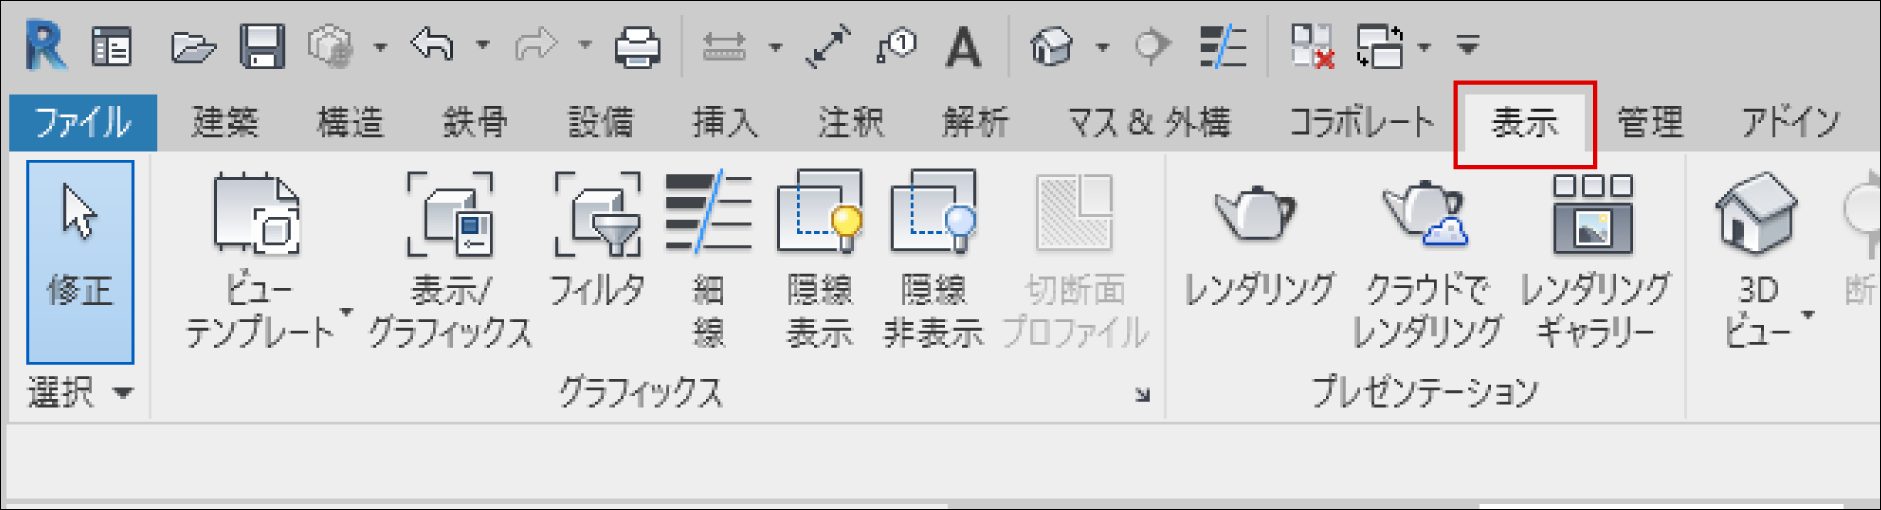 R 1 A
ファイル 建築 構造 鉄骨 設備 挿入 注釈 解析 マス & 外構 コラボレート 表示 管理 アドイン
修正 ビュー 表示/ フィルタ 細 隠線 隠線 切断面 レンダリング クラウドで レンダリング 3D 断
テンプレート グラフィックス 線 表示 非表示 プロファイル レンダリング ギャラリー ビュー
選択 グラフィックス プレゼンテーション